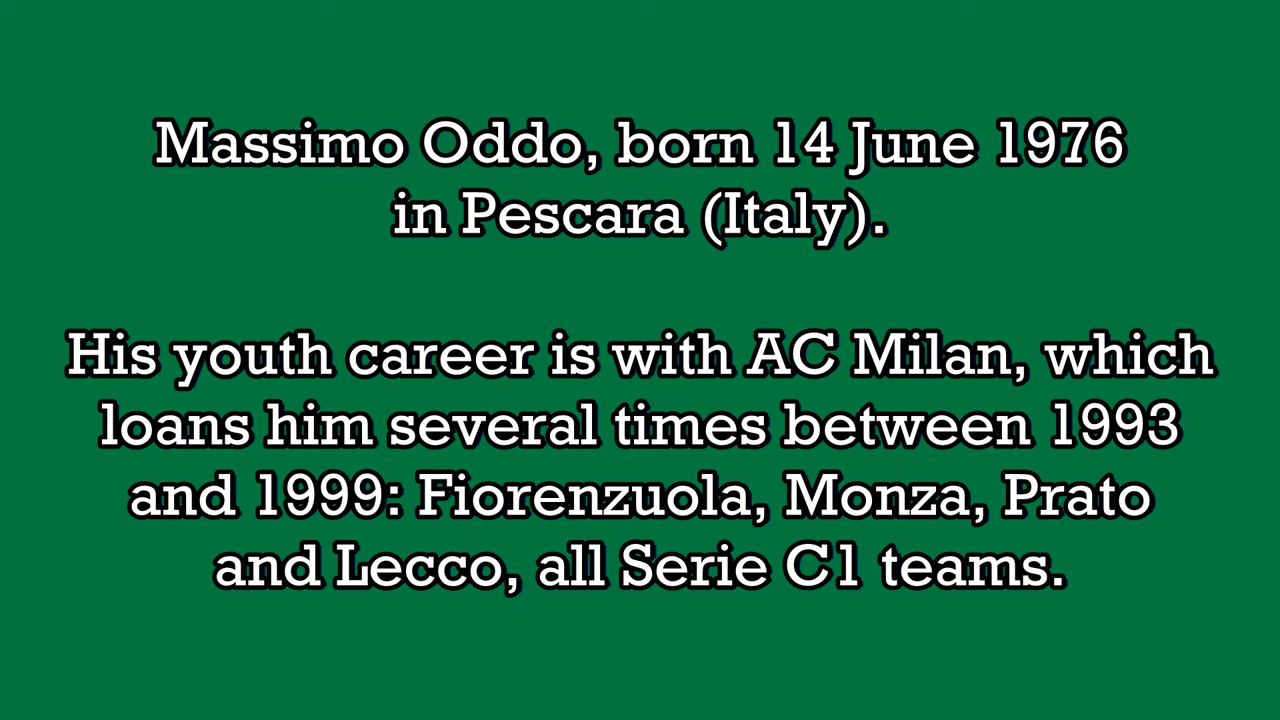 Massimo Oddo, born 14 June 1976
in Pescara (Italy).
His youth career is with AC Milan, which
loans him several times between 1993
and 1999: Fiorenzuola, Monza, Prato
and Lecco, all Serie C1 teams.